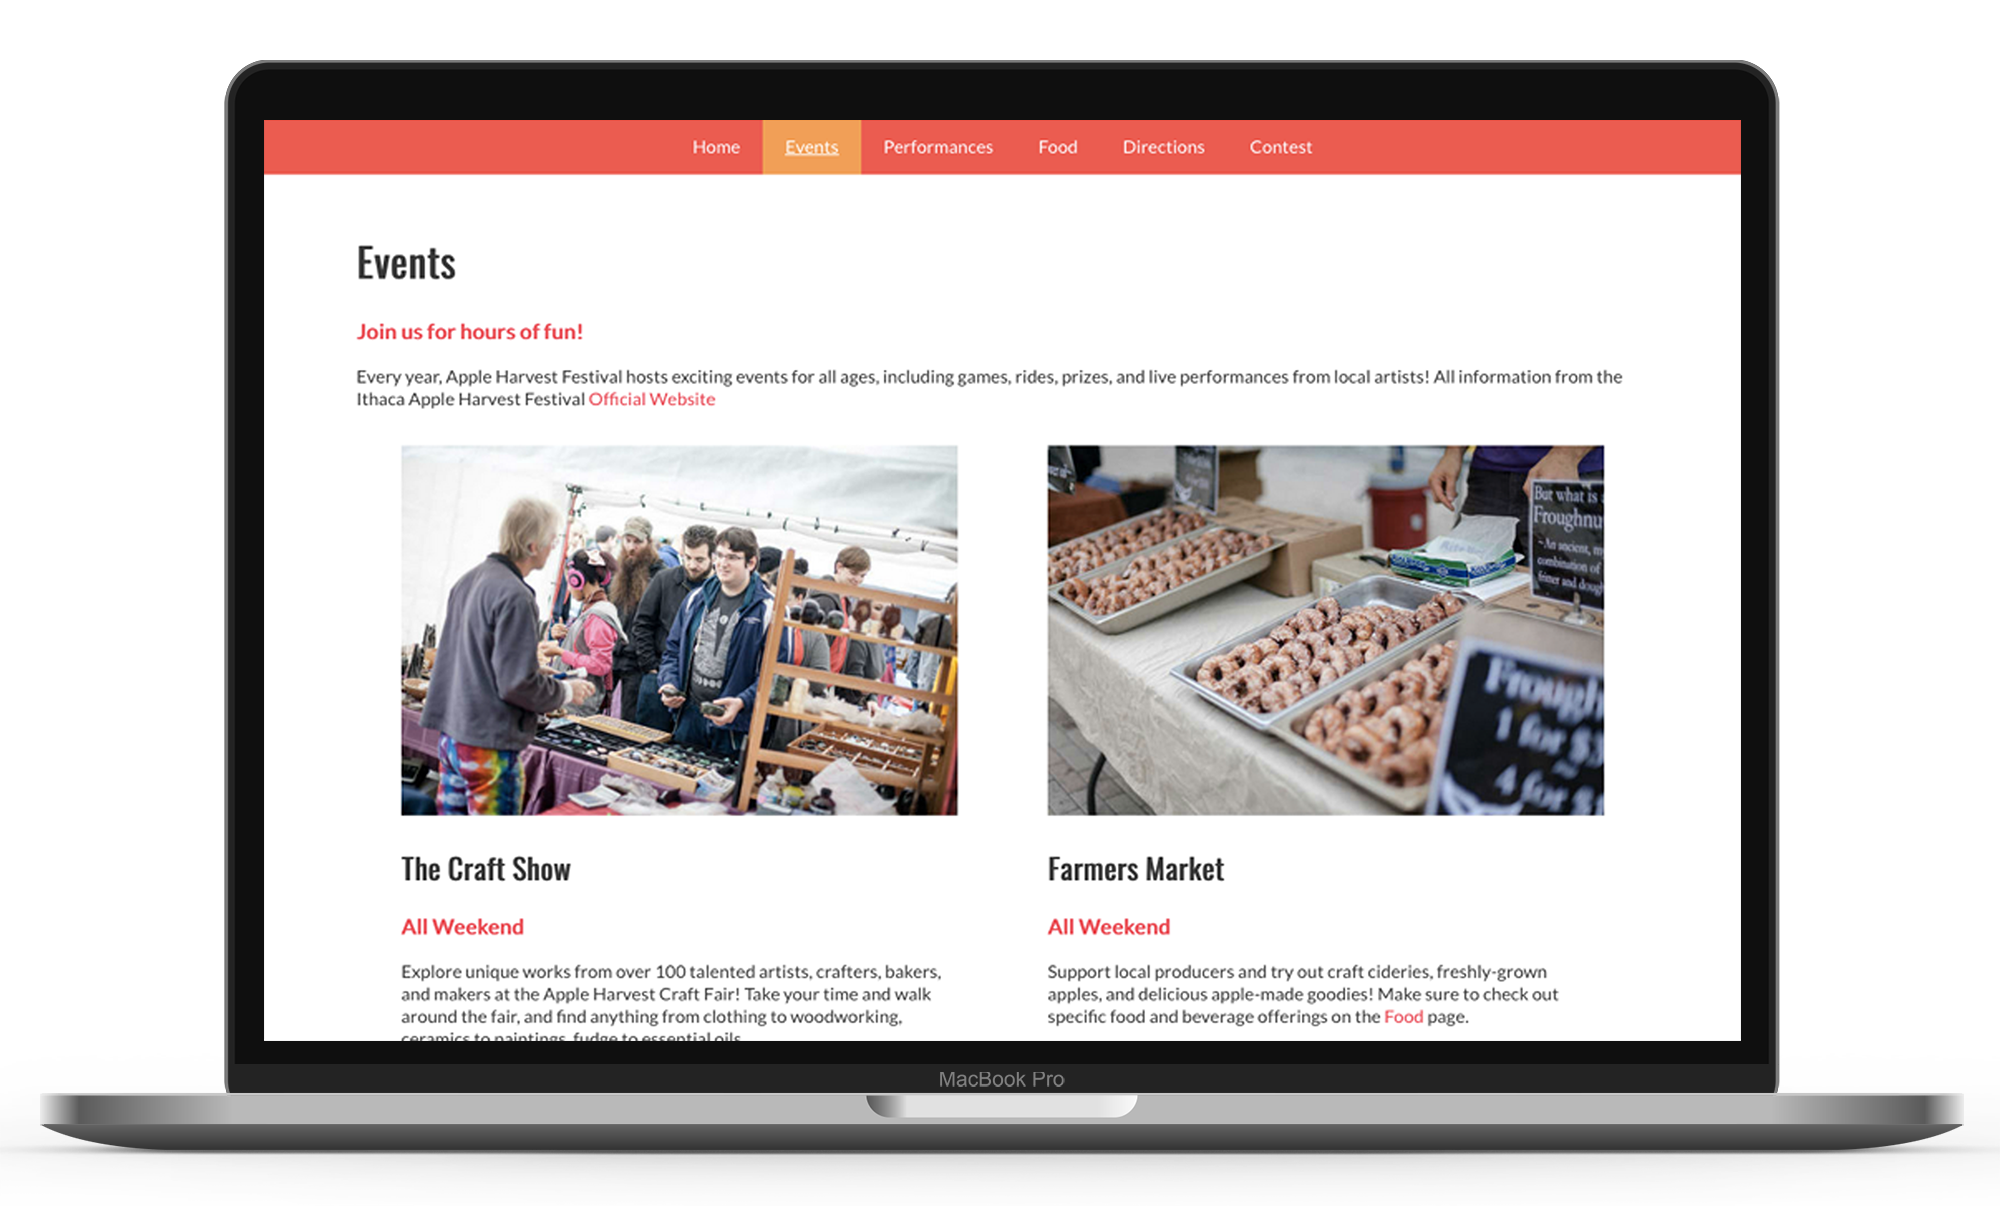 Home Events Performances Food Directions Contest
Events
Join us for hours of fun!
Every year, Apple Harvest Festival hosts exciting events for all ages, including games, rides, prizes, and live performances from local artists! All information from the
Ithaca Apple Harvest Festival Official Website
But what is
Froughnu
~An ancient, m
combination of
Frough
1 for $
4 for $
The Craft Show
All Weekend
Explore unique works from over 100 talented artists, crafters, bakers,
and makers at the Apple Harvest Craft Fair! Take your time and walk
around the fair, and find anything from clothing to woodworking,
ceramics to paintings, fudge to essential oils.
Farmers Market
All Weekend
Support local producers and try out craft cideries, freshly-grown
apples, and delicious apple-made goodies! Make sure to check out
specific food and beverage offerings on the Food page.
MacBook Pro